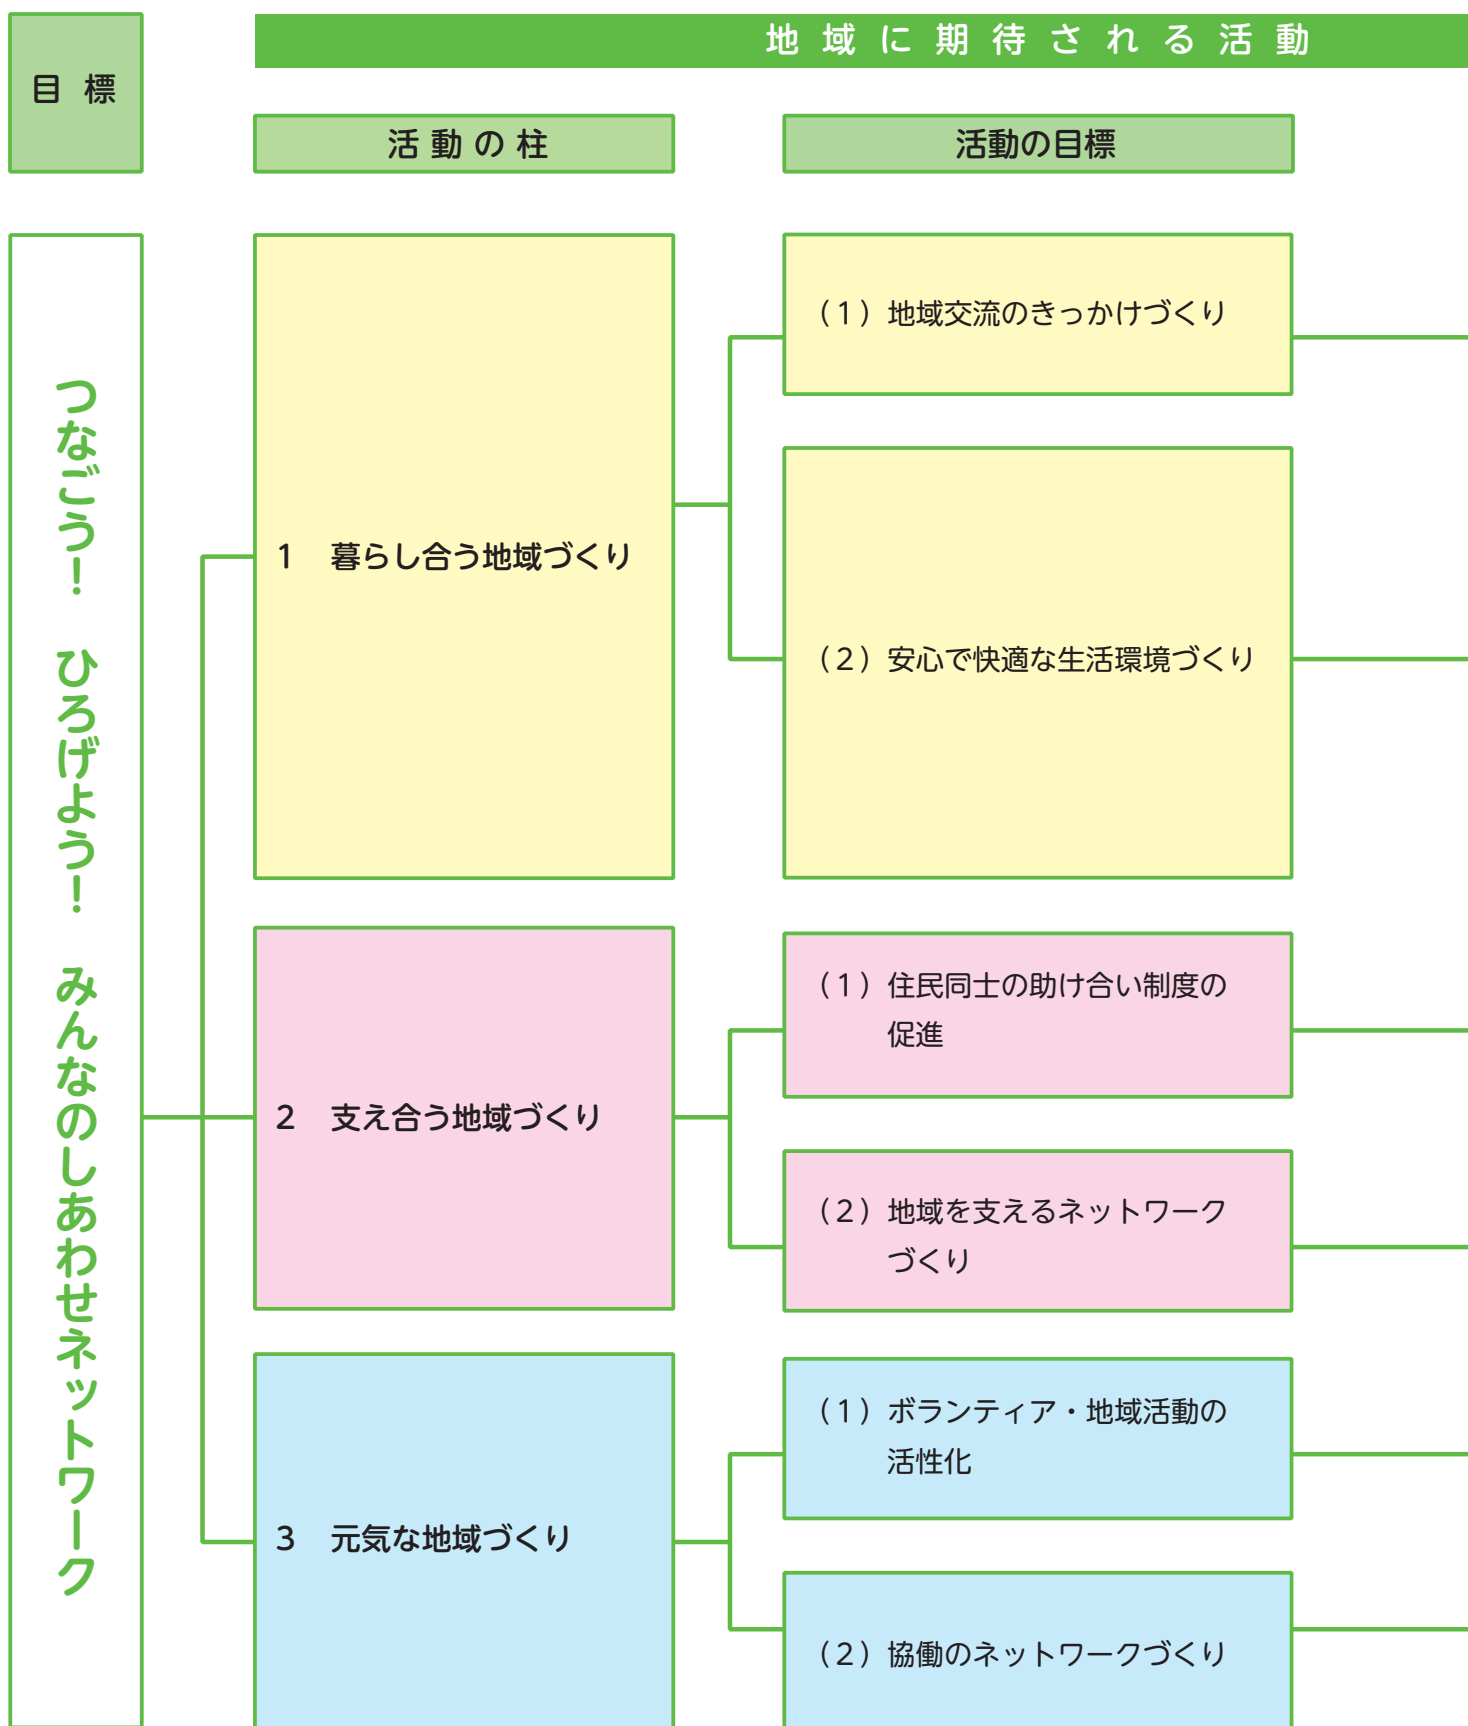 目標
地域に期待される活動
活動の柱
活動の目標
つなごう！　ひろげよう！　みんなのしあわせネットワーク
1　暮らし合う地域づくり
（1）地域交流のきっかけづくり
（2）安心で快適な生活環境づくり
2　支え合う地域づくり
（1）住民同士の助け合い制度の
促進
（2）地域を支えるネットワーク
づくり
3　元気な地域づくり
（1）ボランティア・地域活動の
活性化
（2）協働のネットワークづくり